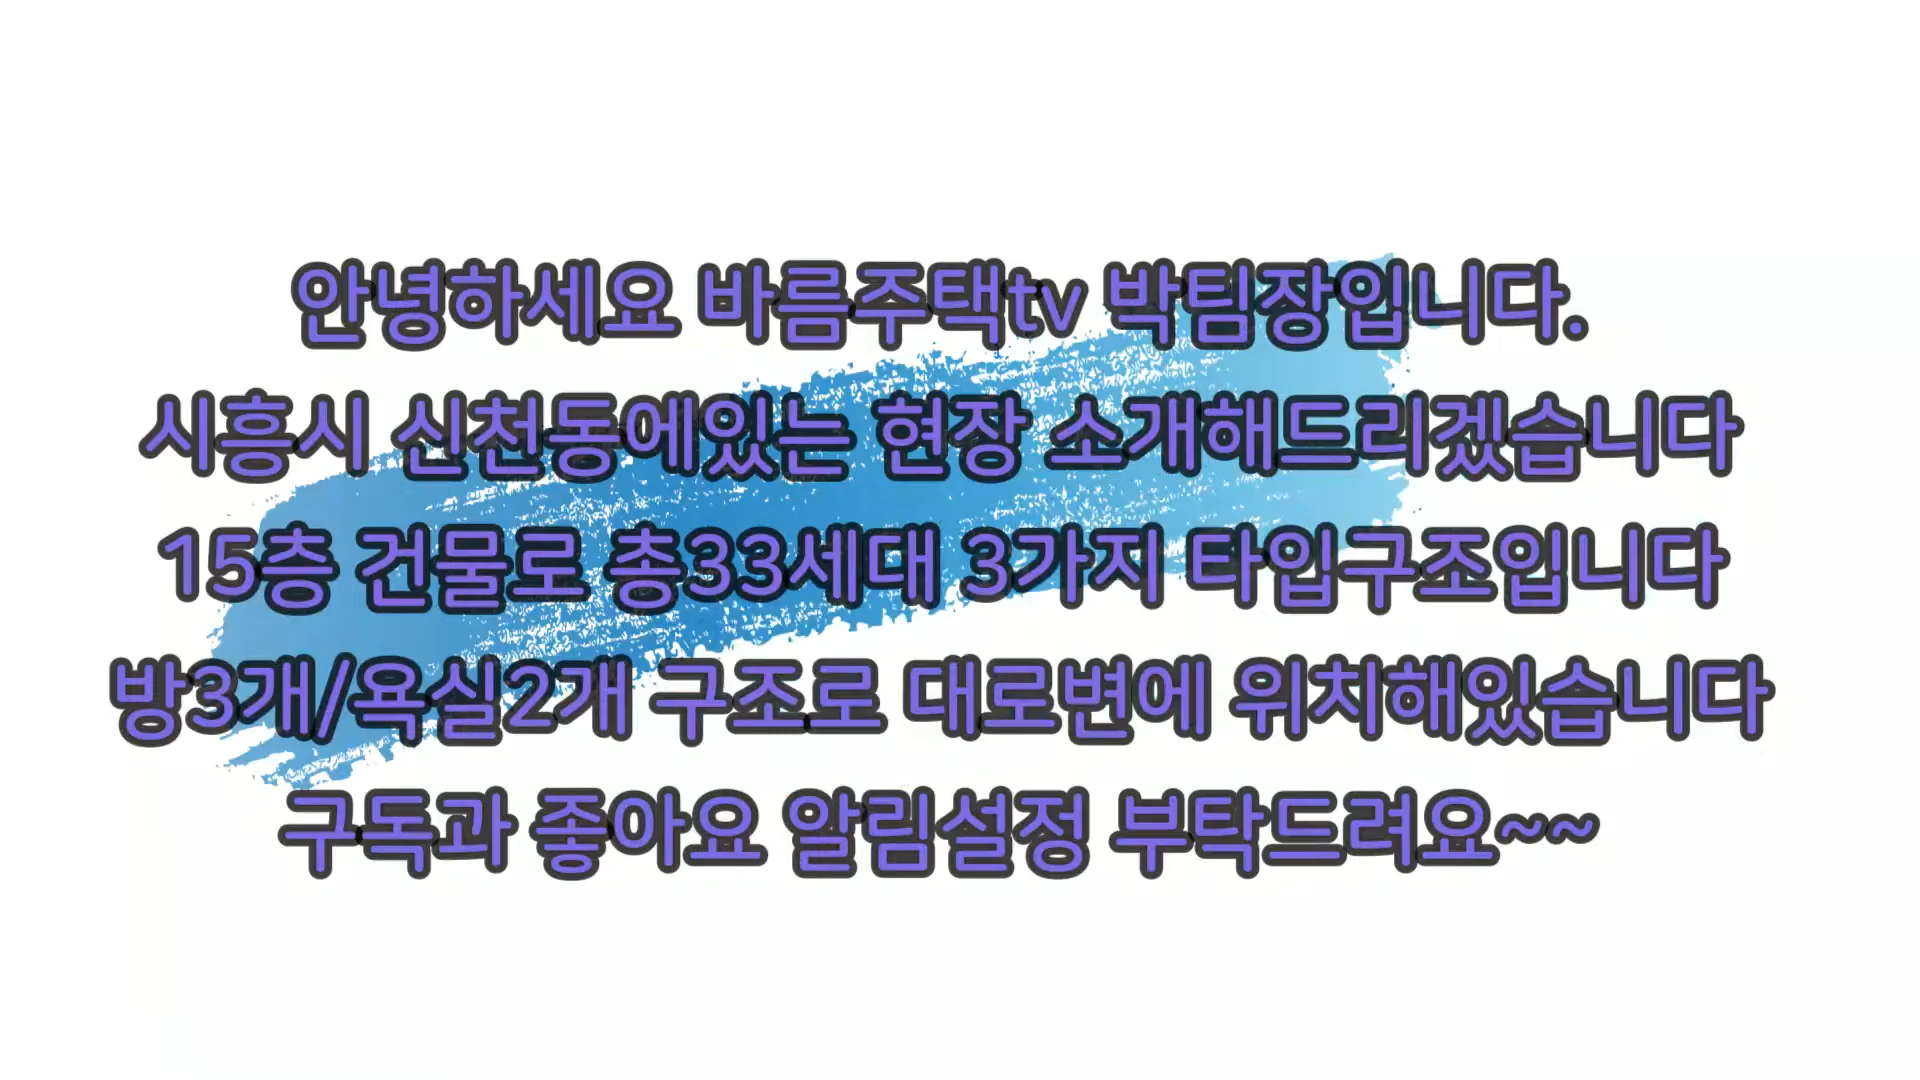 안녕하세요 바름주택tv 박팀장입니다.
시흥시 신천동에있는 현장 소개해드리겠습니다
15층 건물로 총33세대 3가지 타입구조입니다
방3개/욕실2개 구조로 대로변에 위치해있습니다
구독과 좋아요 알림설정 부탁드려요~~